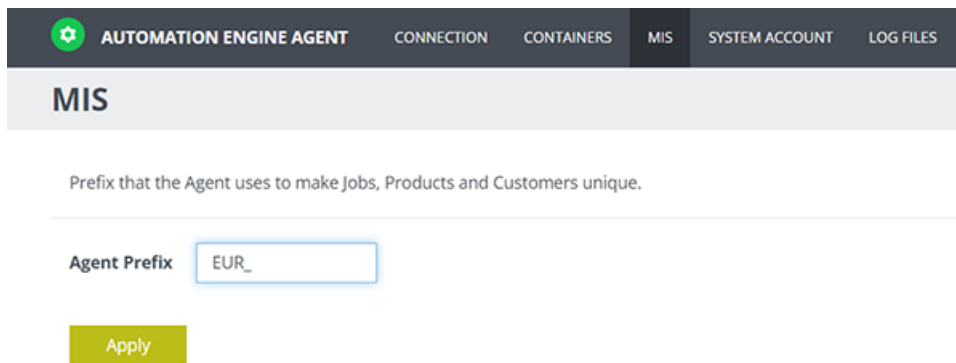 AUTOMATION ENGINE AGENT CONNECTION CONTAINERS MIS SYSTEM ACCOUNT LOG FILES
MIS
Prefix that the Agent uses to make Jobs, Products and Customers unique.
Agent Prefix EUR_
Apply